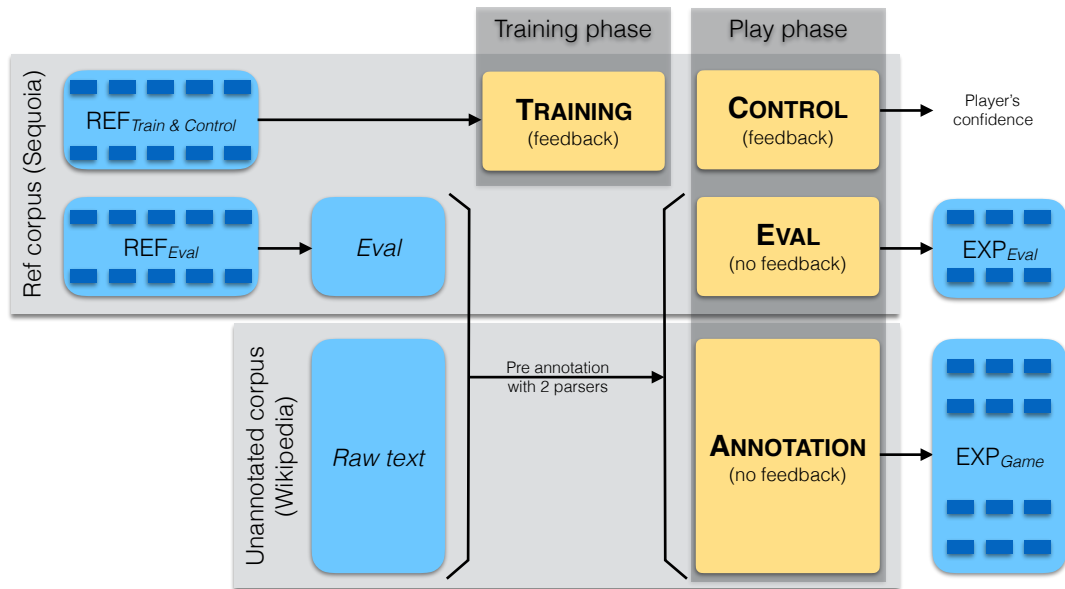 Training phase
Play phase
Ref corpus (Sequoia)
REFTrain & Control
TRAINING
(feedback)
CONTROL
(feedback)
Player's
confidence
REFEval
Eval
EVAL
(no feedback)
EXPEval
Unannotated corpus
(Wikipedia)
Raw text
Pre annotation
with 2 parsers
ANNOTATION
(no feedback)
EXPGame